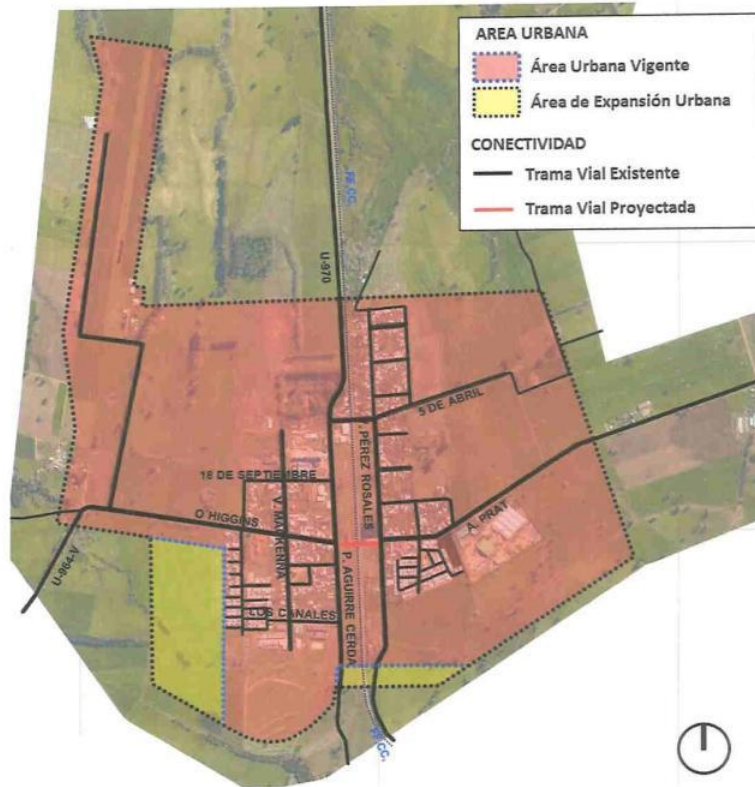 AREA URBANA
Área Urbana Vigente
Área de Expansión Urbana
CONECTIVIDAD
Trama Vial Existente
Trama Vial Proyectada
FF.CC.
U-970
5 DE ABRIL
PÉREZ ROSALES
18 DE SEPTIEMBRE
V. MACKENNA
O´HIGGINS
A. PRAT
U-964-V
P. AGUIRRE CERDA
LOS CANALES
FF.CC.